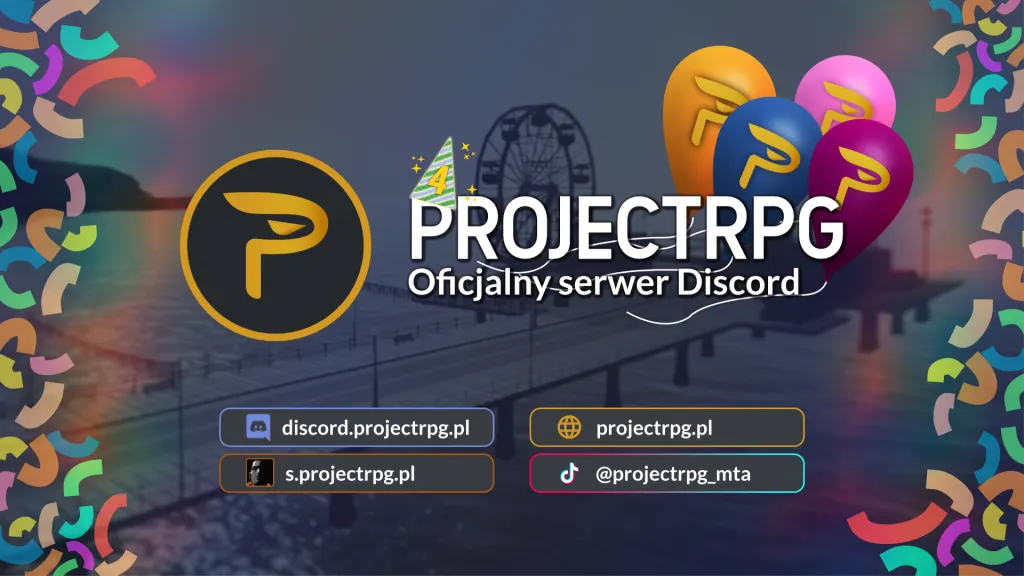 4
PROJECTRPG
Oficjalny serwer Discord
discord.projectrpg.pl
projectrpg.pl
s.projectrpg.pl
@projectrpg_mta